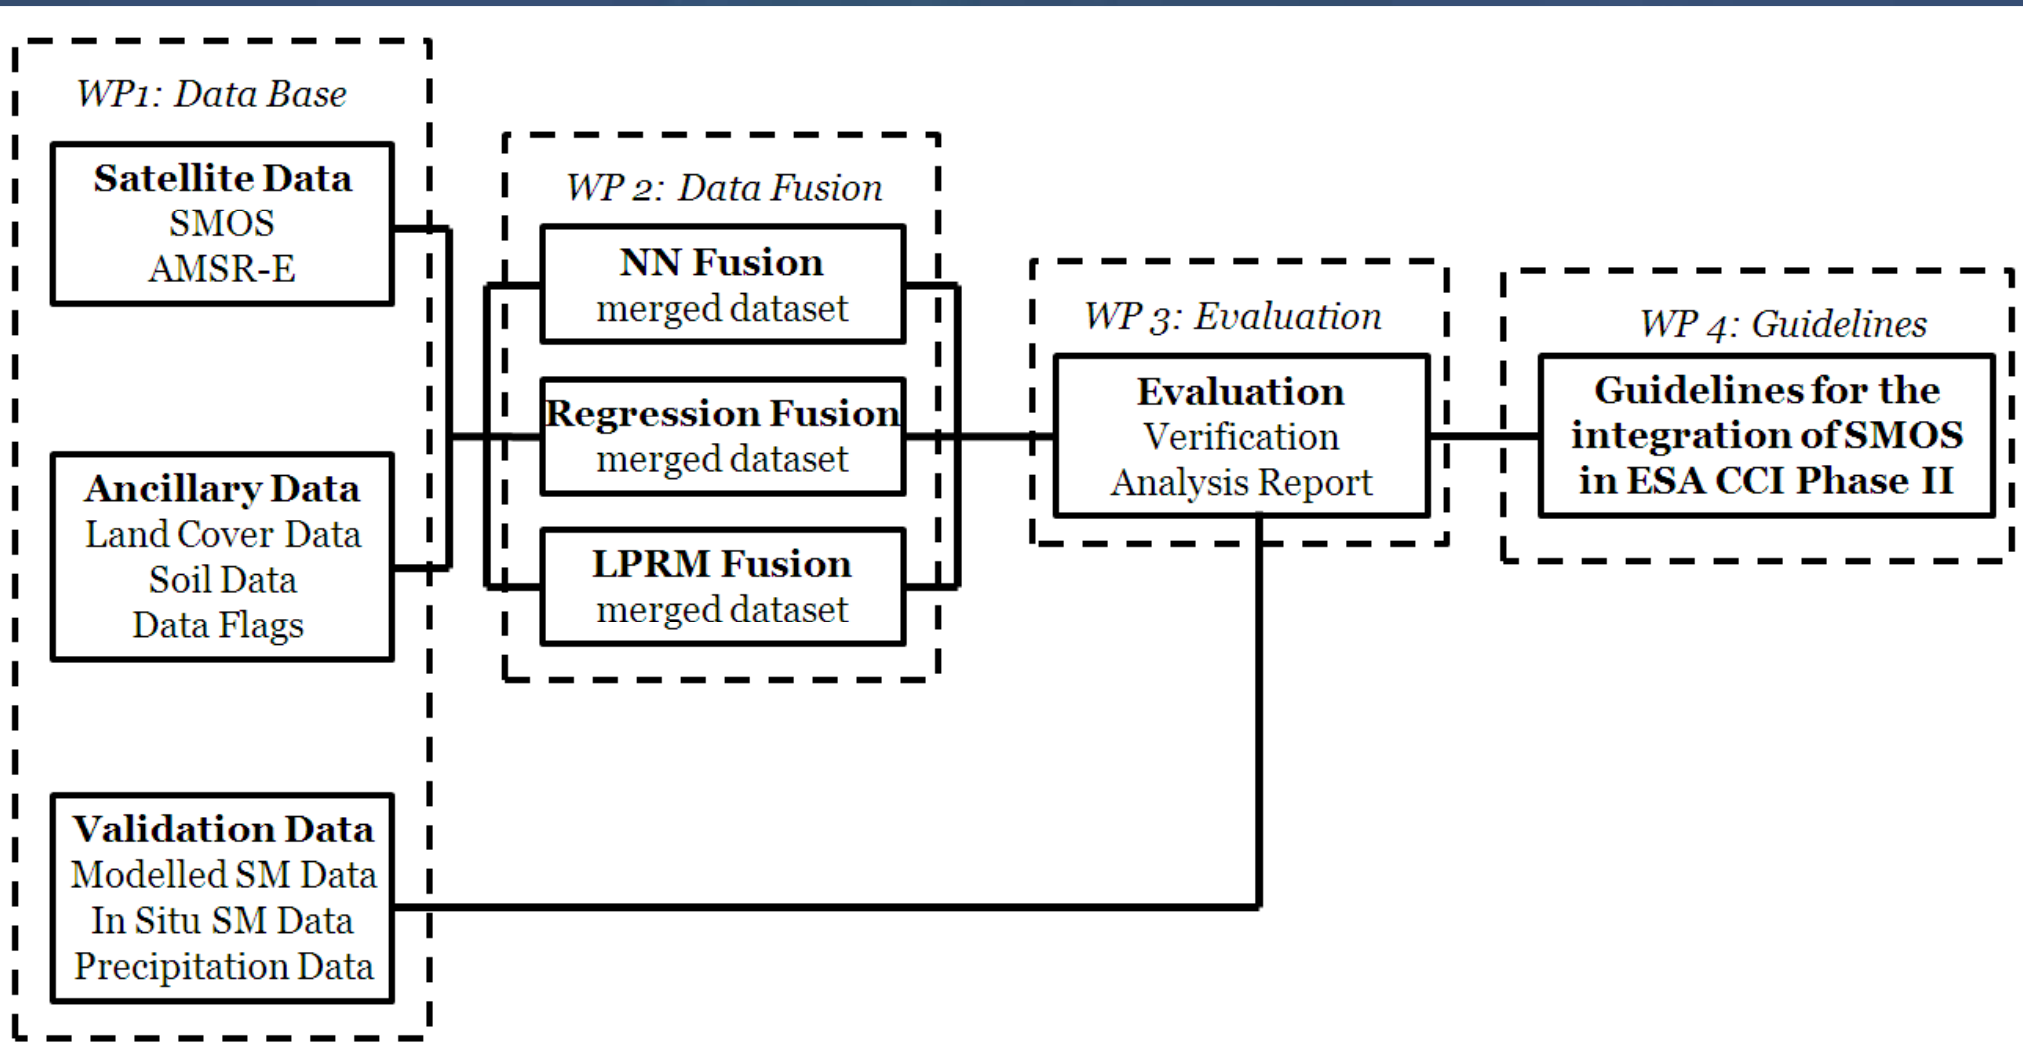 WP1: Data Base
Satellite Data
SMOS
AMSR-E
Ancillary Data
Land Cover Data
Soil Data
Data Flags
Validation Data
Modelled SM Data
In Situ SM Data
Precipitation Data
WP 2: Data Fusion
NN Fusion
merged dataset
Regression Fusion
merged dataset
LPRM Fusion
merged dataset
WP 3: Evaluation
Evaluation
Verification
Analysis Report
WP 4: Guidelines
Guidelines for the
integration of SMOS
in ESA CCI Phase II